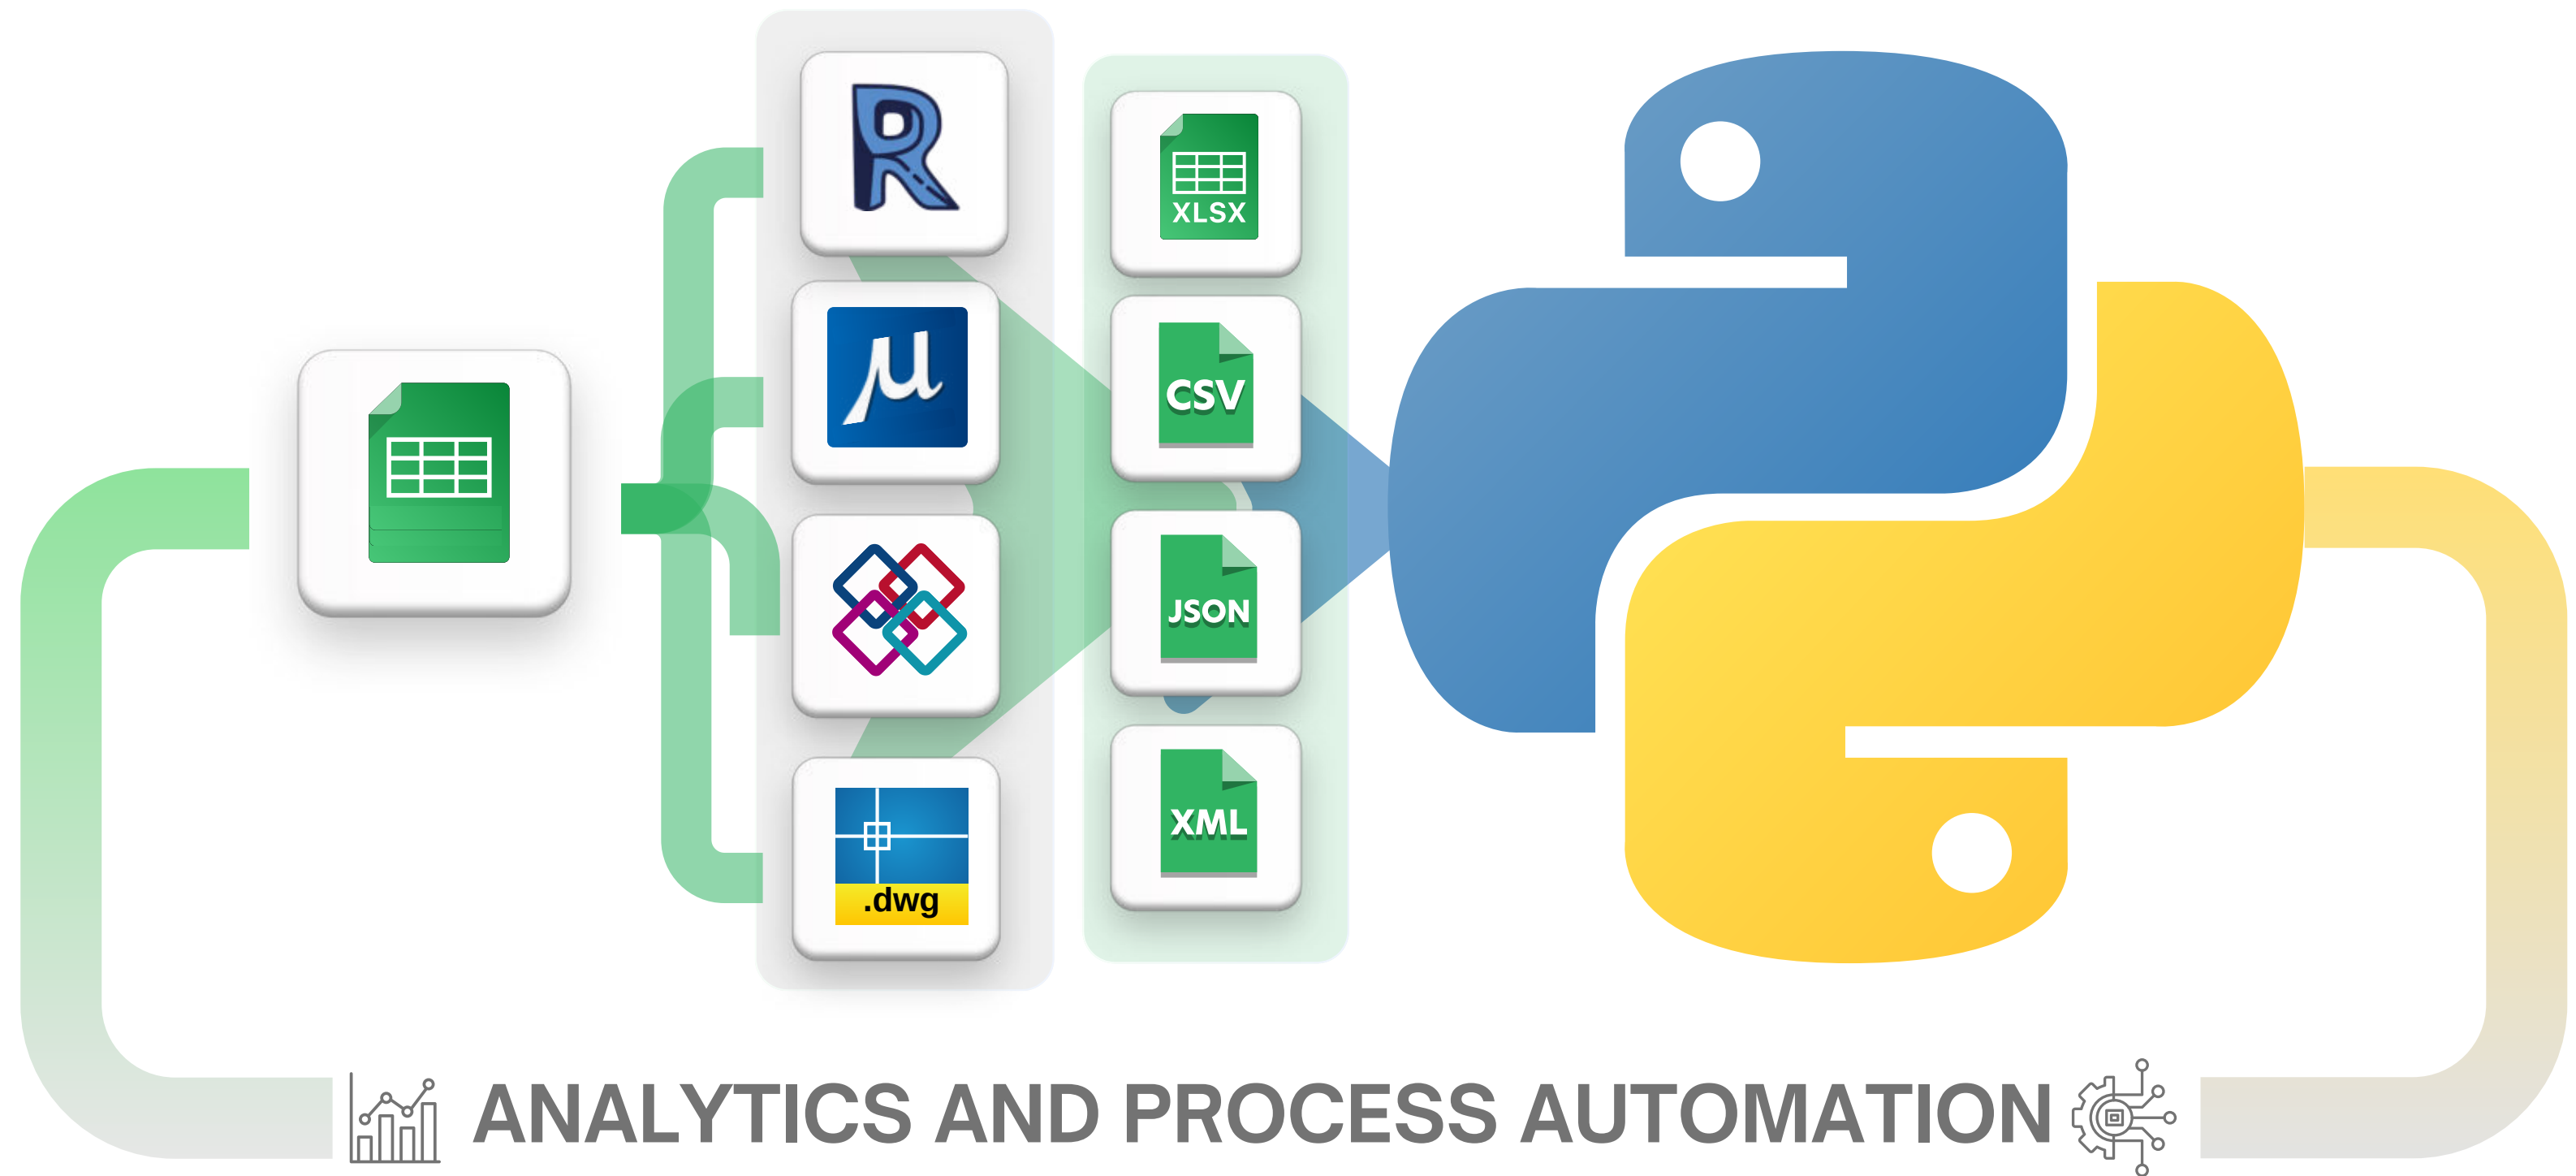 R
XLSX
µ
CSV
JSON
.dwg
XML
ANALYTICS AND PROCESS AUTOMATION